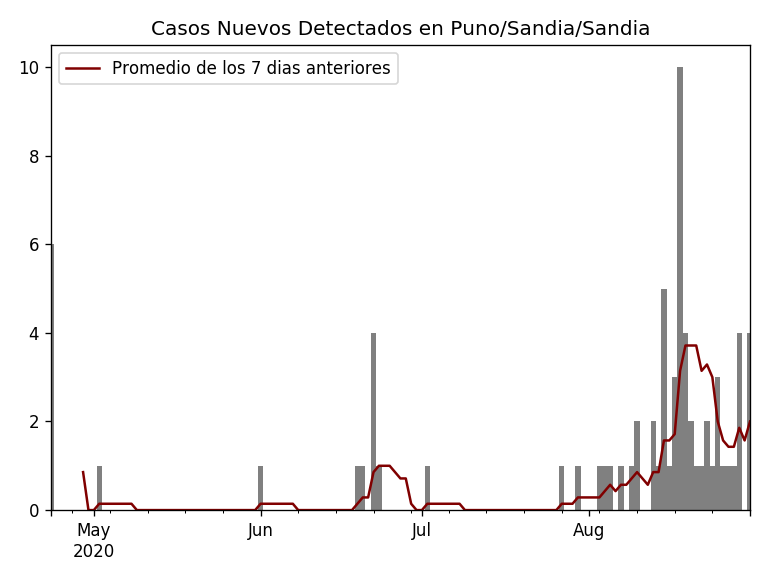 Casos Nuevos Detectados en Puno/Sandia/Sandia
Promedio de los 7 dias anteriores
10
8
6
4
2
0
May
2020
Jun
Jul
Aug